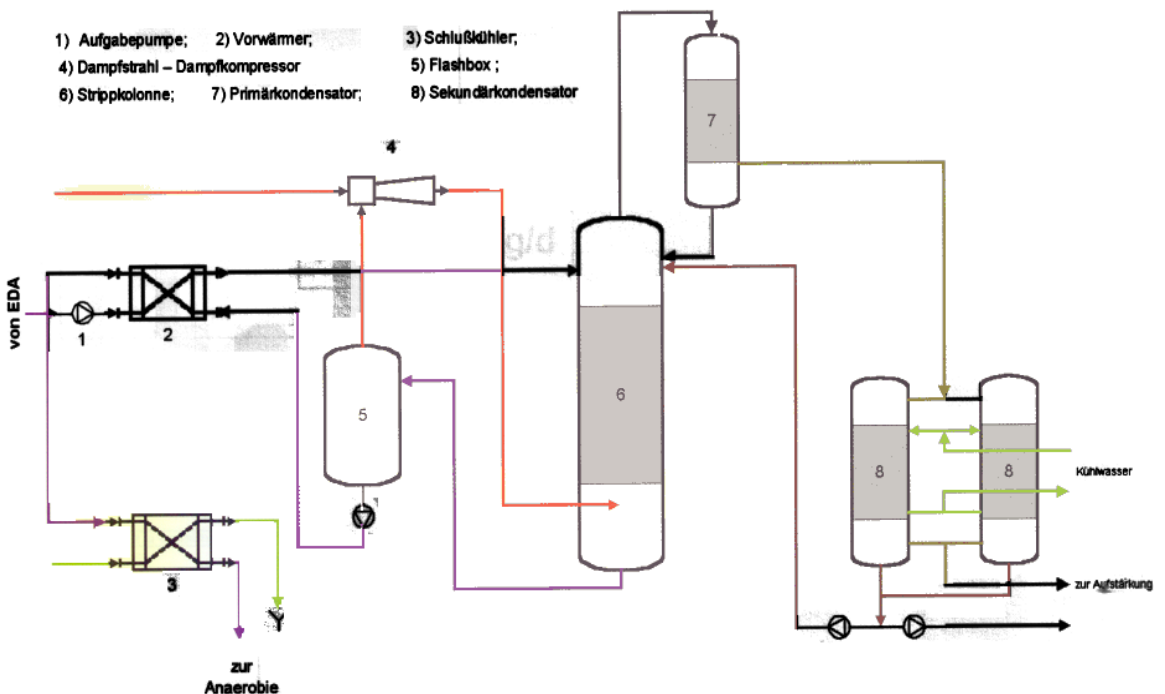 1) Aufgabepumpe; 2) Vorwärmer; 3) Schlußkühler;
4) Dampfstrahl – Dampfkompressor 5) Flashbox ;
6) Strippkolonne; 7) Primärkondensator; 8) Sekundärkondensator
4
7
g/d
von EDA
1
2
5
6
8
8
Kühlwasser
3
zur Aufstärkung
zur
Anaerobie